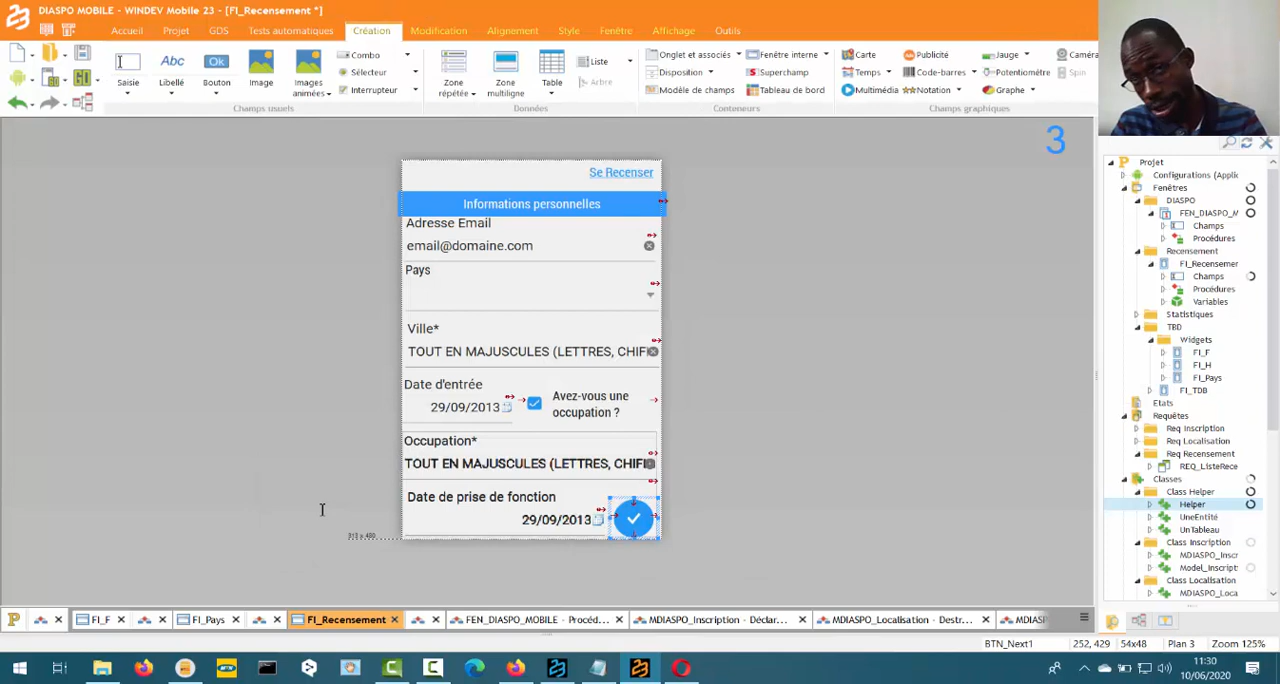 DIASPO MOBILE - WINDEV Mobile 23 - [FI_Recensement *]
Accueil Projet GDS Tests automatiques Création Modification Alignement Style Fenêtre Affichage Outils
Saisie
Abc Libellé
Ok Bouton
Image
Images animées
Combo
Sélecteur
Interrupteur
Champs usuels
Zone répétée
Zone multiligne
Table
Liste
Arbre
Données
Onglet et associés
Disposition
Modèle de champs
Fenêtre interne
Superchamp
Tableau de bord
Conteneurs
Carte
Temps
Multimédia
Publicité
Code-barres
Notation
Jauge
Potentiomètre
Graphe
Caméra
Spin
Champs graphiques
3
Se Recenser
Informations personnelles
Adresse Email
email@domaine.com
Pays
Ville*
TOUT EN MAJUSCULES (LETTRES, CHIF
Date d'entrée
29/09/2013
Avez-vous une
occupation ?
Occupation*
TOUT EN MAJUSCULES (LETTRES, CHIF
Date de prise de fonction
29/09/2013
Projet
Configurations (Applic
Fenêtres
DIASPO
FEN_DIASPO_M
Champs
Procédures
Recensement
FI_Recensemer
Champs
Procédures
Variables
Statistiques
TBD
Widgets
FI_F
FI_H
FI_Pays
FI_TDB
Etats
Requêtes
Req Inscription
Req Localisation
Req Recensement
REQ_ListeRece
Classes
Class Helper
Helper
UneEntité
UnTableau
Class Inscription
MDIASPO_Inscr
Model_Inscript
Class Localisation
MDIASPO_Loca
FI_F FI_Pays FI_Recensement FEN_DIASPO_MOBILE - Procéd... MDIASPO_Inscription - Déclar... MDIASPO_Localisation - Destr... MDIASP
BTN_Next1 252, 429 54x48 Plan 3 Zoom 125%
11:30
10/06/2020